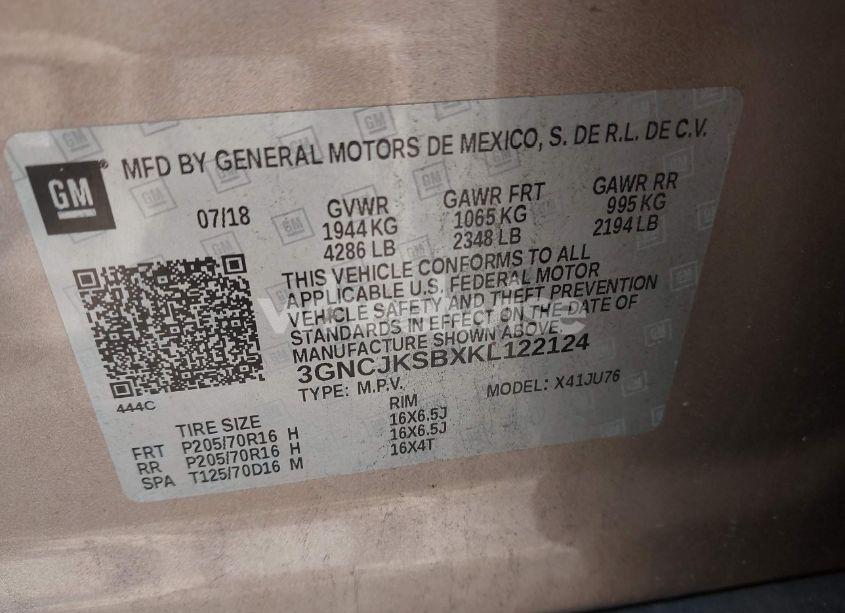 MFD BY GENERAL MOTORS DE MEXICO, S. DE R.L. DE C.V.
GM
07/18
GVWR
1944 KG
4286 LB
GAWR FRT
1065 KG
2348 LB
GAWR RR
995 KG
2194 LB
THIS VEHICLE CONFORMS TO ALL
APPLICABLE U.S. FEDERAL MOTOR
VEHICLE SAFETY AND THEFT PREVENTION
STANDARDS IN EFFECT ON THE DATE OF
MANUFACTURE SHOWN ABOVE.
3GNCJKSBXKL122124
TYPE: M.P.V. MODEL: X41JU76
444C
TIRE SIZE RIM
FRT P205/70R16 H 16X6.5J
RR P205/70R16 H 16X6.5J
SPA T125/70D16 M 16X4T